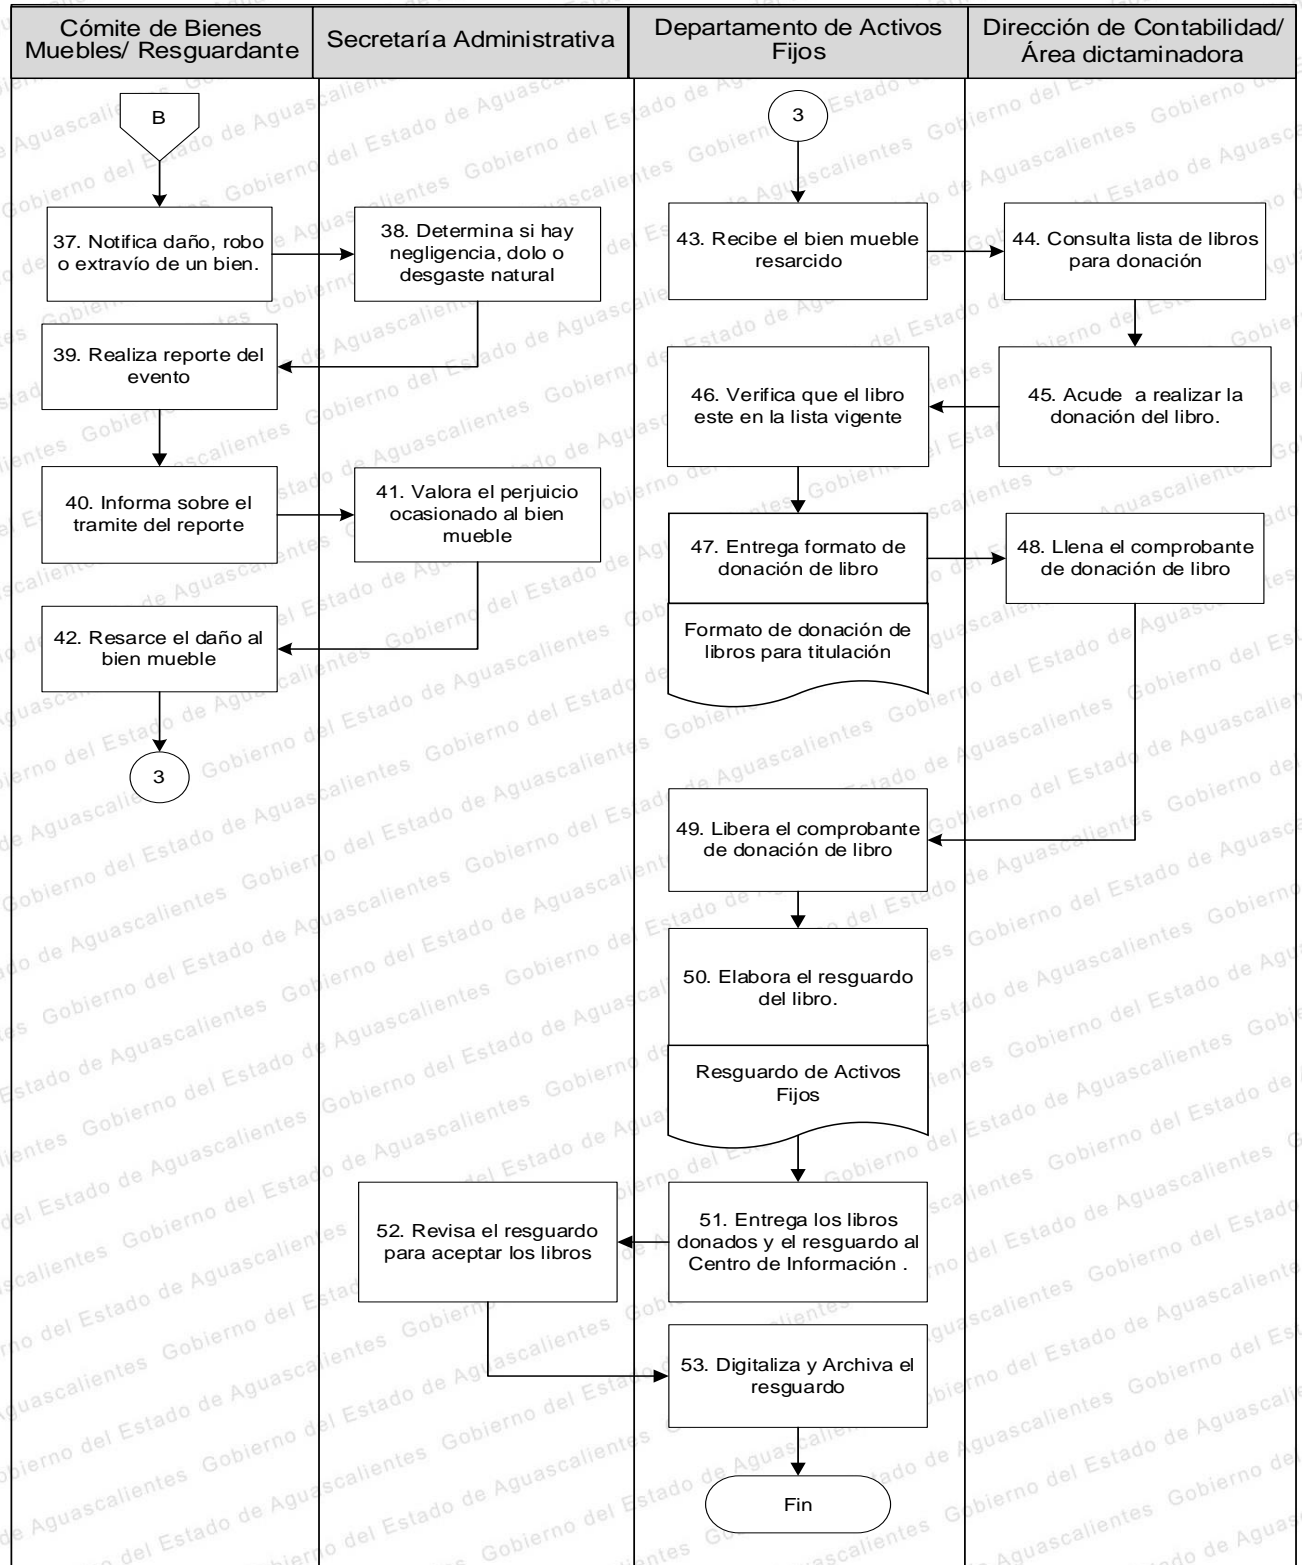 Cómite de Bienes
Muebles/ Resguardante
Secretaría Administrativa
Departamento de Activos
Fijos
Dirección de Contabilidad/
Área dictaminadora
B
37. Notifica daño, robo
o extravío de un bien.
38. Determina si hay
negligencia, dolo o
desgaste natural
39. Realiza reporte del
evento
40. Informa sobre el
tramite del reporte
41. Valora el perjuicio
ocasionado al bien
mueble
42. Resarce el daño al
bien mueble
3
3
43. Recibe el bien mueble
resarcido
44. Consulta lista de libros
para donación
45. Acude a realizar la
donación del libro.
46. Verifica que el libro
este en la lista vigente
47. Entrega formato de
donación de libro
Formato de donación de
libros para titulación
48. Llena el comprobante
de donación de libro
49. Libera el comprobante
de donación de libro
50. Elabora el resguardo
del libro.
Resguardo de Activos
Fijos
51. Entrega los libros
donados y el resguardo al
Centro de Información .
52. Revisa el resguardo
para aceptar los libros
53. Digitaliza y Archiva el
resguardo
Fin
Gobierno del Estado de Aguascalientes